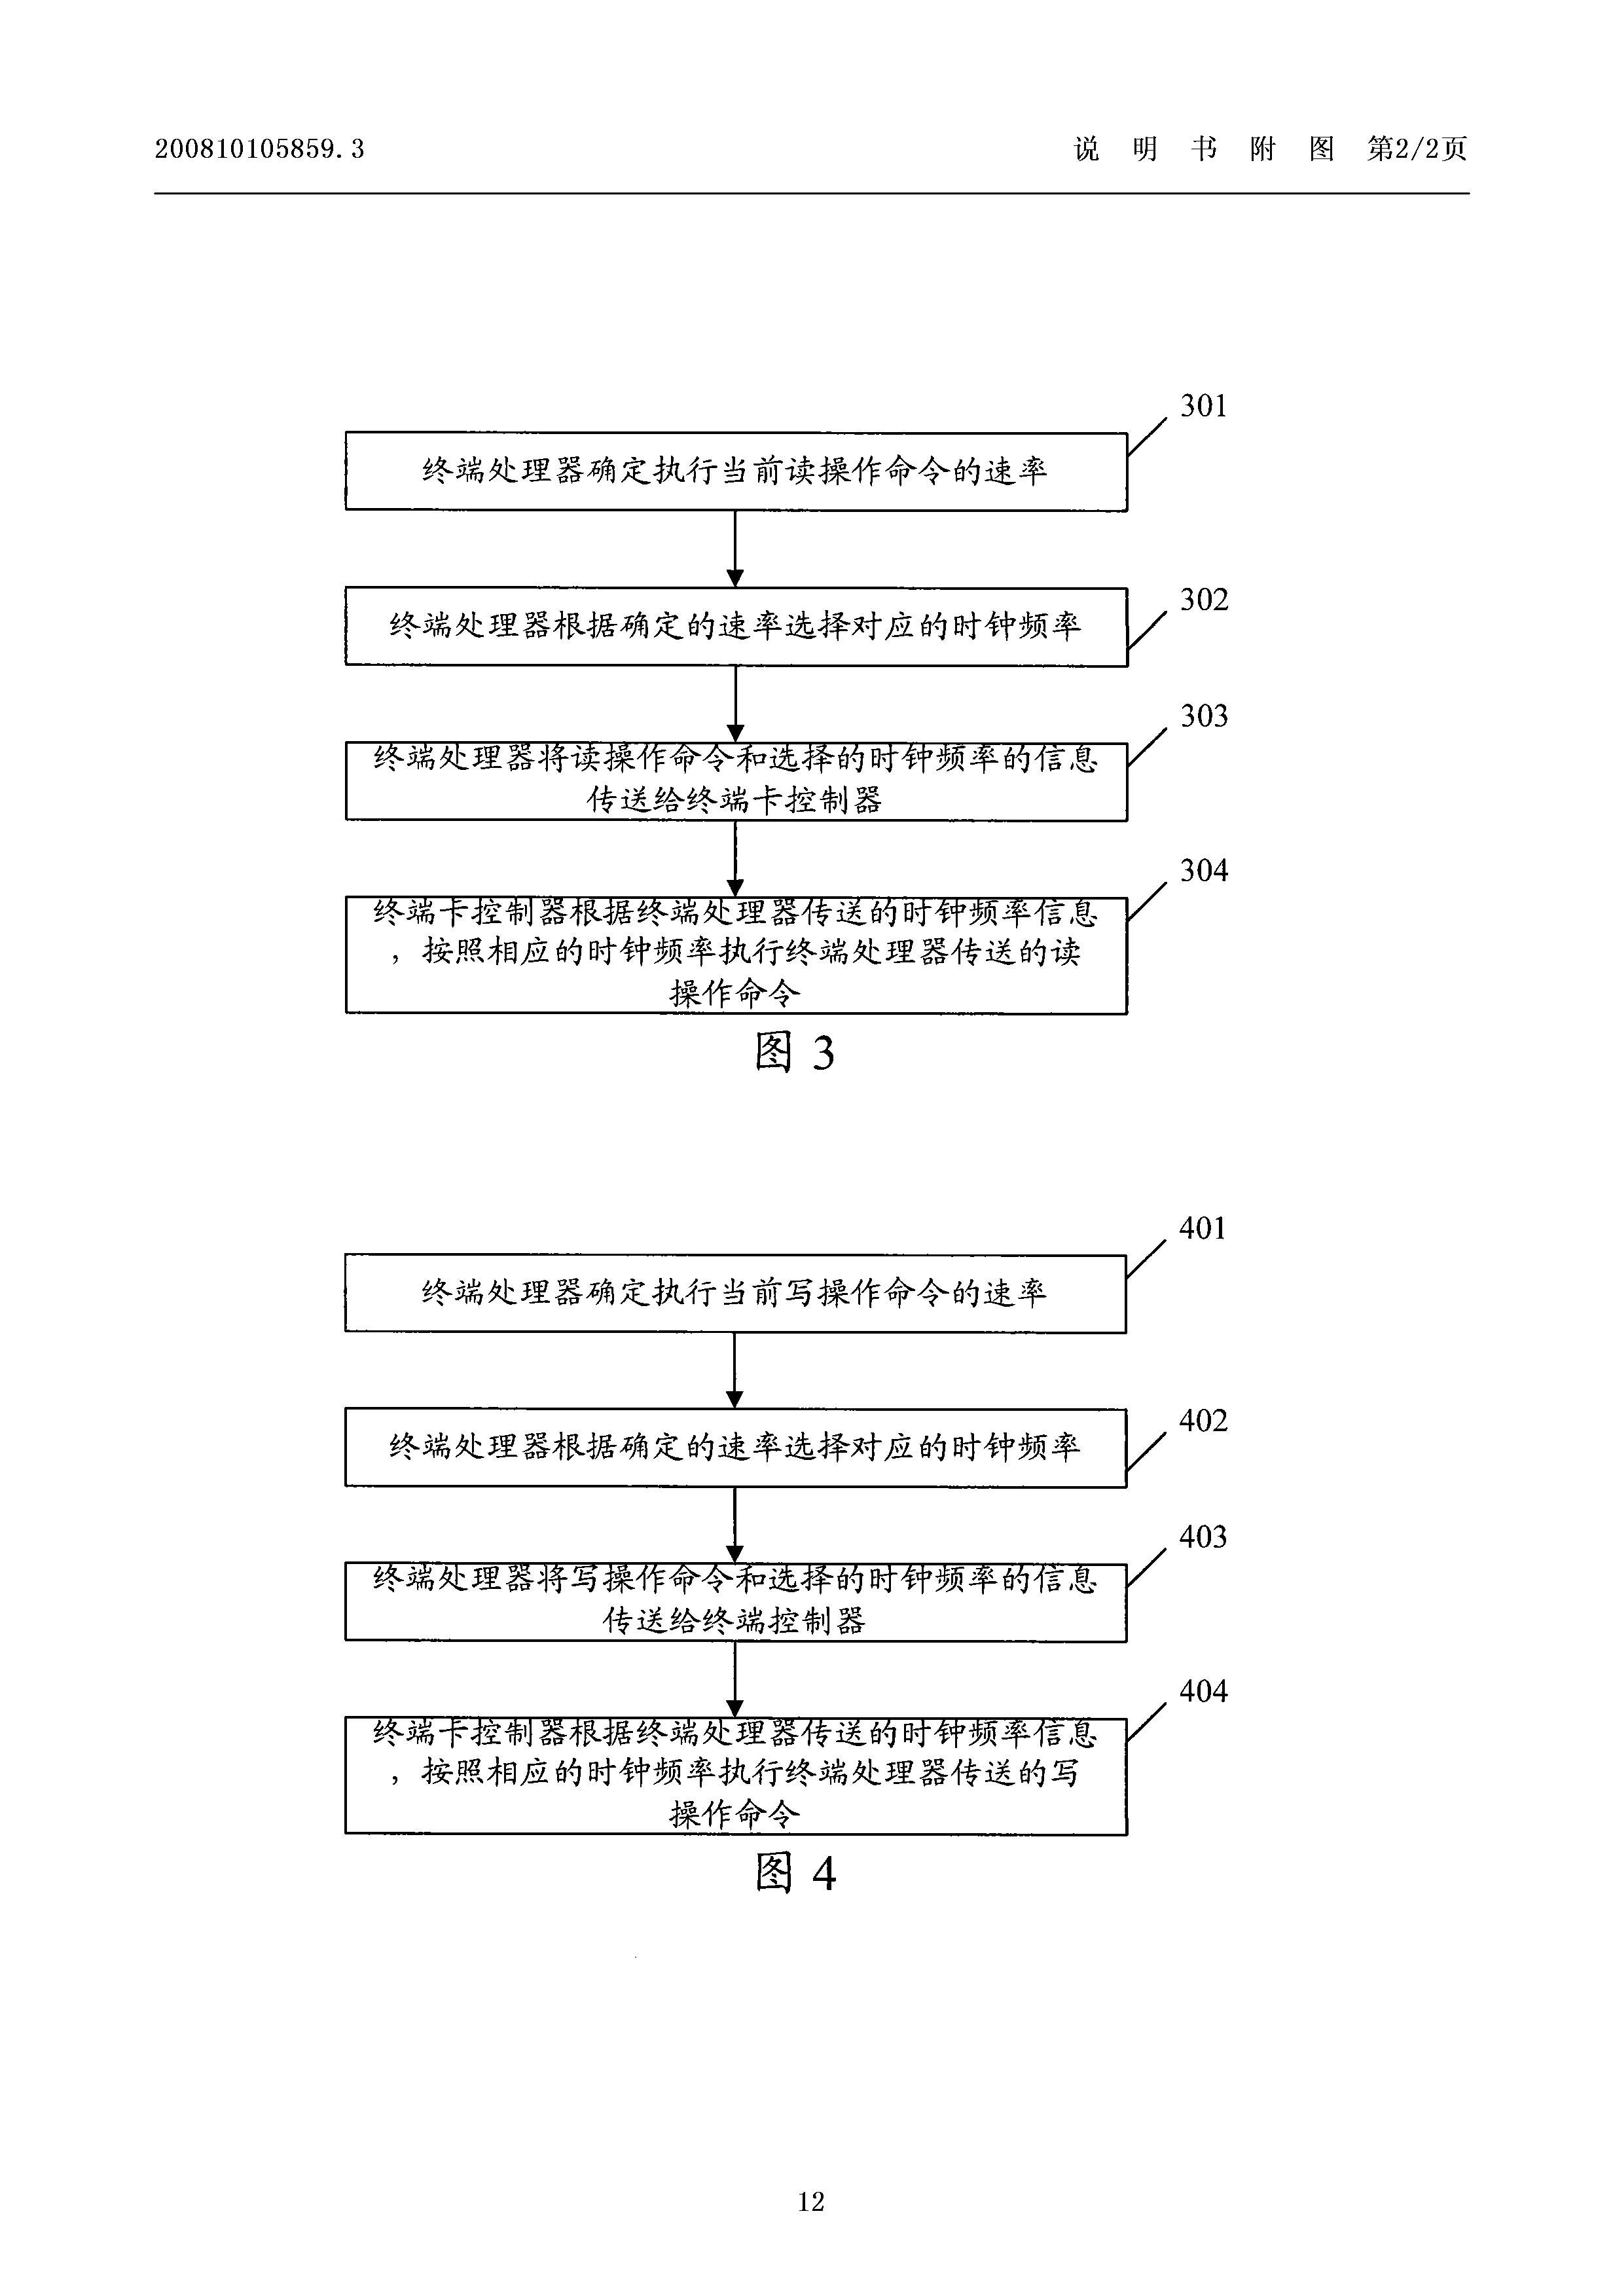 200810105859.3
说 明 书 附 图 第2/2页
301
终端处理器确定执行当前读操作命令的速率
302
终端处理器根据确定的速率选择对应的时钟频率
303
终端处理器将读操作命令和选择的时钟频率的信息
传送给终端卡控制器
304
终端卡控制器根据终端处理器传送的时钟频率信息
，按照相应的时钟频率执行终端处理器传送的读
操作命令
图 3
401
终端处理器确定执行当前写操作命令的速率
402
终端处理器根据确定的速率选择对应的时钟频率
403
终端处理器将写操作命令和选择的时钟频率的信息
传送给终端控制器
404
终端卡控制器根据终端处理器传送的时钟频率信息
，按照相应的时钟频率执行终端处理器传送的写
操作命令
图 4
12